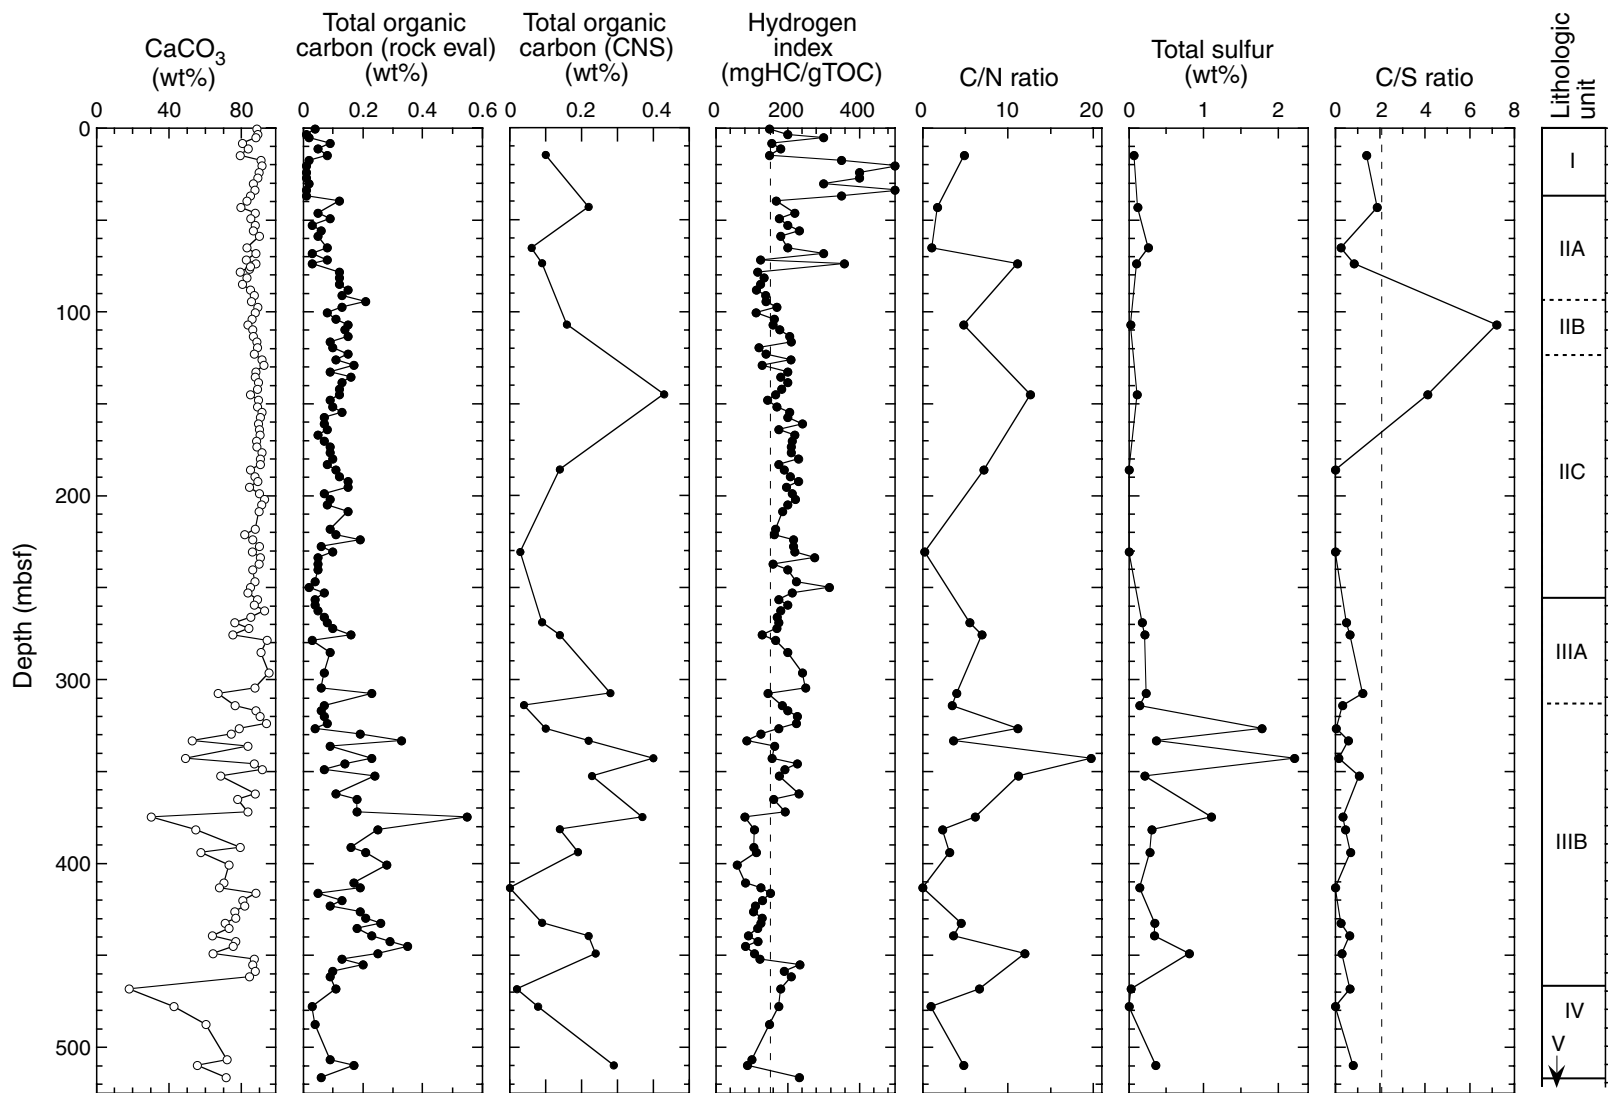 CaCO3
(wt%)
Total organic
carbon (rock eval)
(wt%)
Total organic
carbon (CNS)
(wt%)
Hydrogen
index
(mgHC/gTOC)
C/N ratio
Total sulfur
(wt%)
C/S ratio
Lithologic
unit
0 40 80
0 0.2 0.4 0.6
0 0.2 0.4
0 200 400
0 10 20
0 1 2
0 2 4 6 8
Depth (mbsf)
0
100
200
300
400
500
I
IIA
IIB
IIC
IIIA
IIIB
IV
V